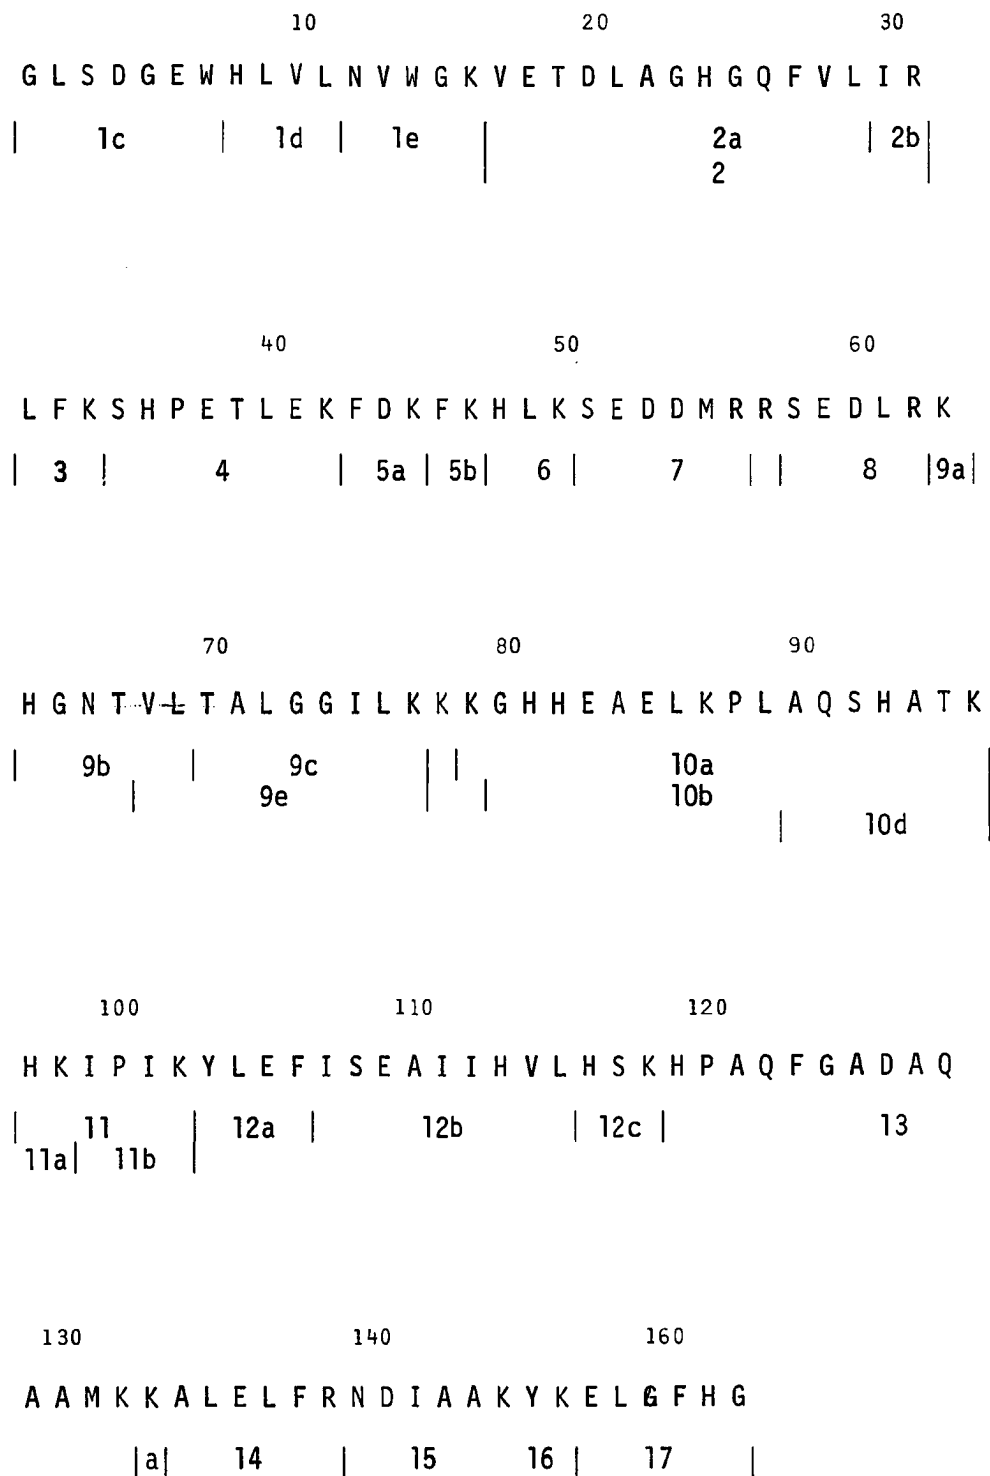 10 20 30
G L S D G E W H L V L N V W G K V E T D L A G H G Q F V L I R
| 1c | 1d | 1e | 2a | 2b |
2
40 50 60
L F K S H P E T L E K F D K F K H L K S E D D M R R S E D L R K
| 3 | 4 | 5a | 5b | 6 | 7 | | 8 | 9a |
70 80 90
H G N T V L T A L G G I L K K K G H H E A E L K P L A Q S H A T K
| 9b | 9c | | 10a |
| 9e | | 10b
| 10d
100 110 120
H K I P I K Y L E F I S E A I I H V L H S K H P A Q F G A D A Q
| 11 | 12a | 12b | 12c | 13
11a | 11b |
130 140 160
A A M K K A L E L F R N D I A A K Y K E L G F H G
| a | 14 | 15 16 | 17 |